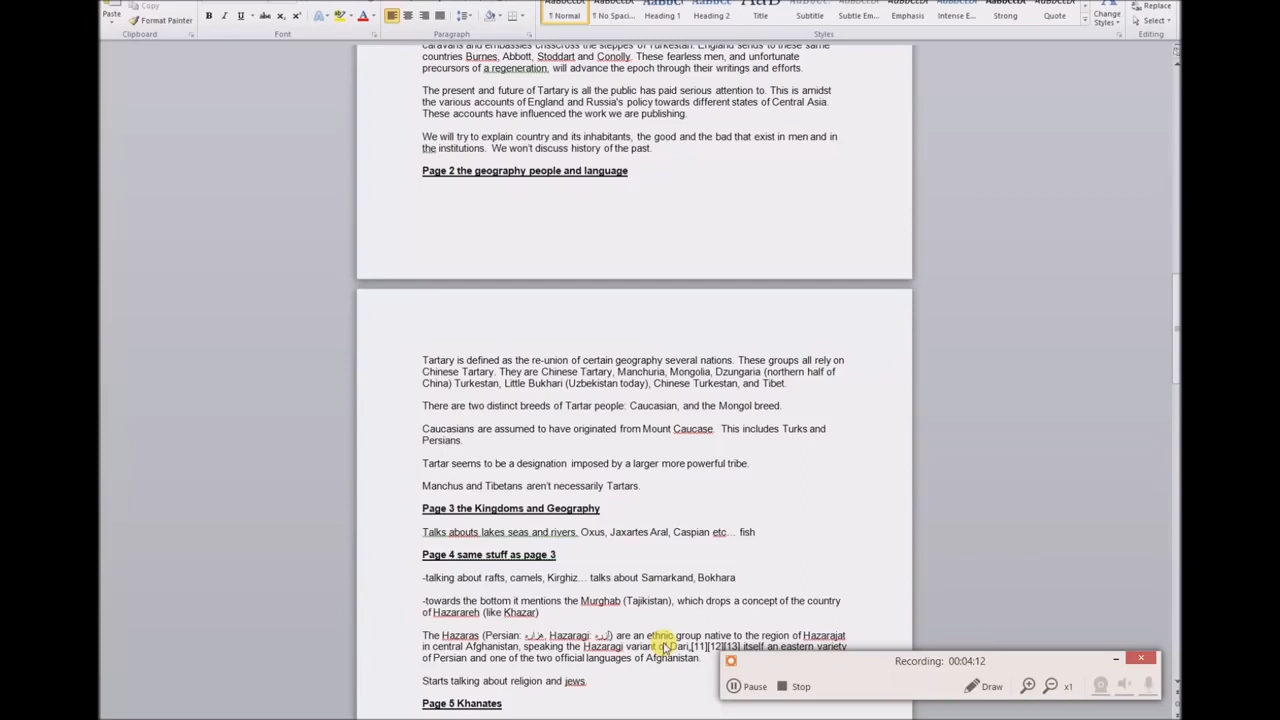 Copy
Paste
Format Painter
Clipboard
B I U abc x₂ x²
Font
Paragraph
¶ Normal
¶ No Spaci...
Heading 1
Heading 2
Title
Subtitle
Subtle Em...
Emphasis
Intense E...
Strong
Quote
Styles
Change
Styles
Replace
Select
Editing
caravans and embassies crisscross the steppes of Turkestan. England sends to these same
countries Burnes, Abbott, Stoddart and Conolly. These fearless men, and unfortunate
precursors of a regeneration, will advance the epoch through their writings and efforts.
The present and future of Tartary is all the public has paid serious attention to. This is amidst
the various accounts of England and Russia's policy towards different states of Central Asia.
These accounts have influenced the work we are publishing.
We will try to explain country and its inhabitants, the good and the bad that exist in men and in
the institutions. We won't discuss history of the past.
Page 2 the geography people and language
Tartary is defined as the re-union of certain geography several nations. These groups all rely on
Chinese Tartary. They are Chinese Tartary, Manchuria, Mongolia, Dzungaria (northern half of
China) Turkestan, Little Bukhari (Uzbekistan today), Chinese Turkestan, and Tibet.
There are two distinct breeds of Tartar people: Caucasian, and the Mongol breed.
Caucasians are assumed to have originated from Mount Caucase. This includes Turks and
Persians.
Tartar seems to be a designation imposed by a larger more powerful tribe.
Manchus and Tibetans aren't necessarily Tartars.
Page 3 the Kingdoms and Geography
Talks abouts lakes seas and rivers. Oxus, Jaxartes Aral, Caspian etc… fish
Page 4 same stuff as page 3
-talking about rafts, camels, Kirghiz… talks about Samarkand, Bokhara
-towards the bottom it mentions the Murghab (Tajikistan), which drops a concept of the country
of Hazarareh (like Khazar)
The Hazaras (Persian: هزاره, Hazaragi: آزره) are an ethnic group native to the region of Hazarajat
in central Afghanistan, speaking the Hazaragi variant of Dari,[11][12][13] itself an eastern variety
of Persian and one of the two official languages of Afghanistan.
Starts talking about religion and jews.
Page 5 Khanates
Recording: 00:04:12
Pause
Stop
Draw
x1